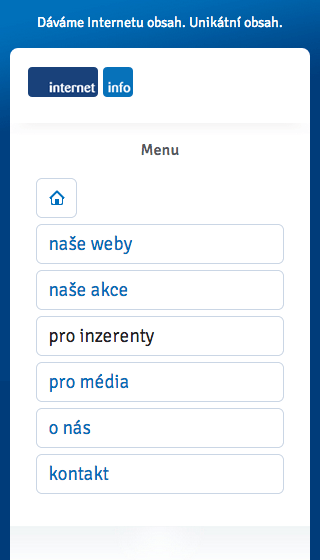 Dáváme Internetu obsah. Unikátní obsah.
internet info
Menu
naše weby
naše akce
pro inzerenty
pro média
o nás
kontakt